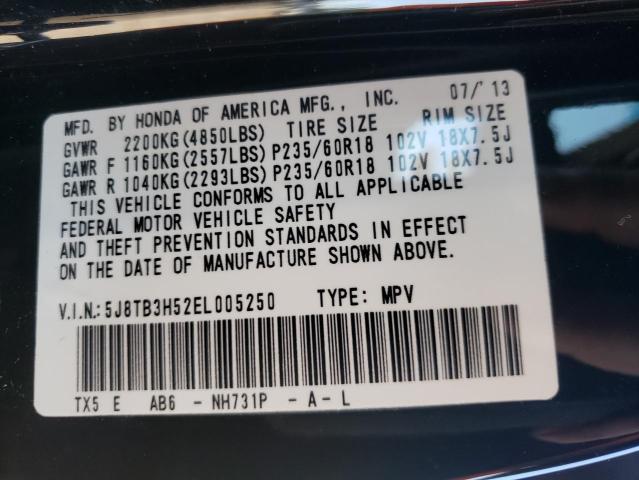 MFD. BY HONDA OF AMERICA MFG., INC. 07/'13
GVWR 2200KG(4850LBS) TIRE SIZE RIM SIZE
GAWR F 1160KG(2557LBS)P235/60R18 102V 18X7.5J
GAWR R 1040KG(2293LBS)P235/60R18 102V 18X7.5J
THIS VEHICLE CONFORMS TO ALL APPLICABLE
FEDERAL MOTOR VEHICLE SAFETY
AND THEFT PREVENTION STANDARDS IN EFFECT
ON THE DATE OF MANUFACTURE SHOWN ABOVE.
V.I.N.:5J8TB3H52EL005250 TYPE: MPV
TX5 E AB6 - NH731P - A - L